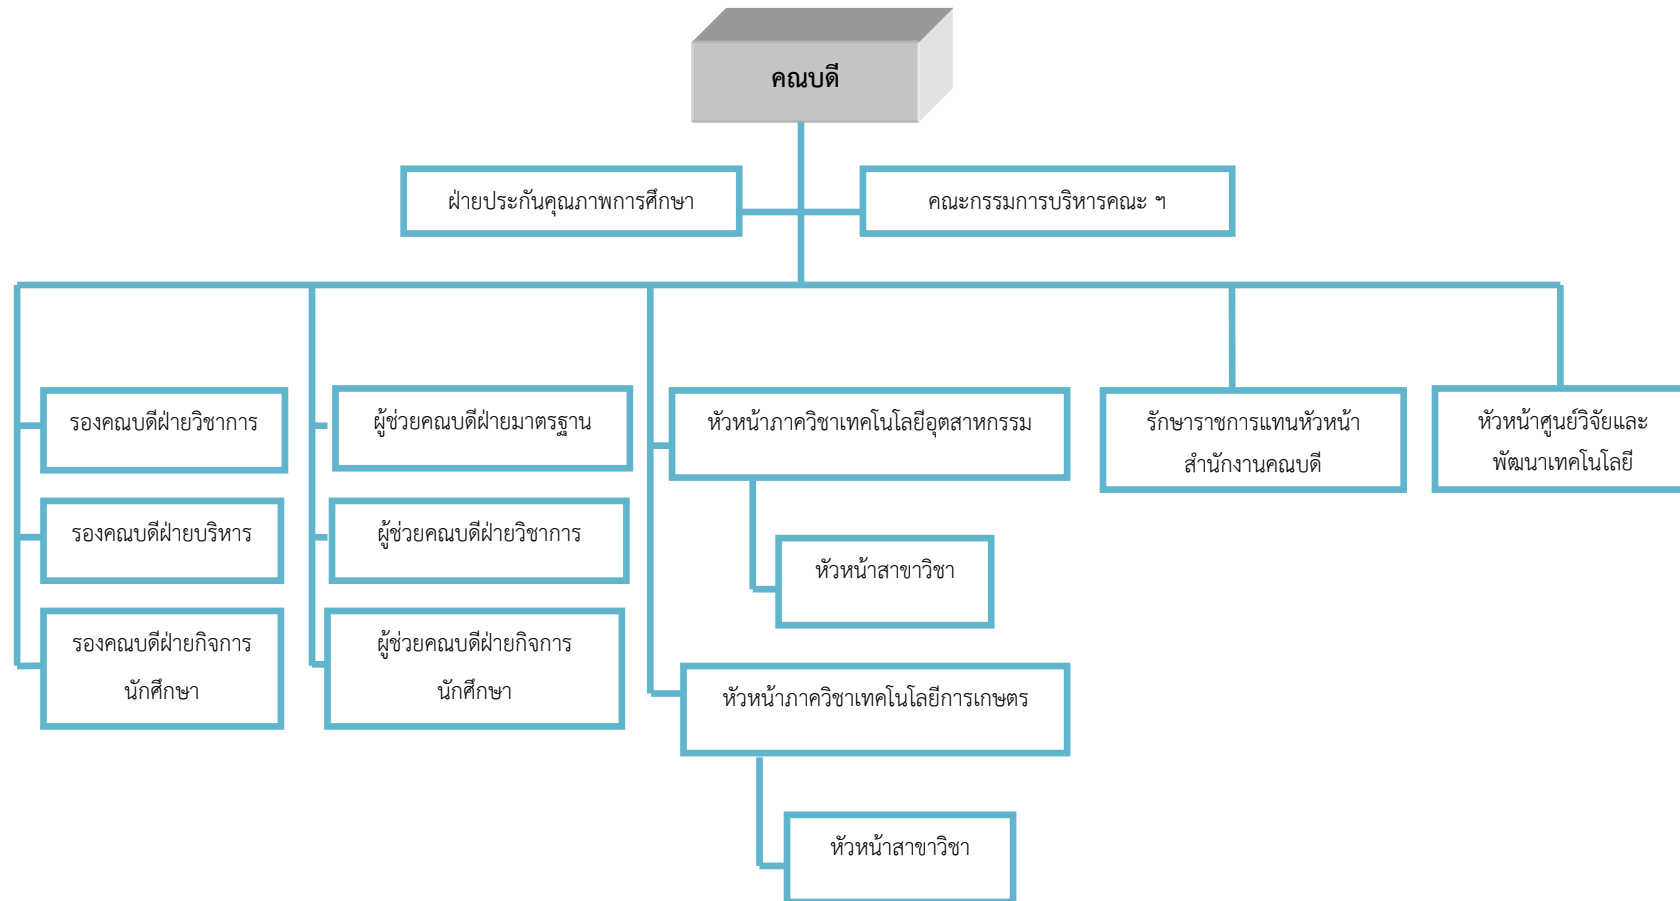 คณบดี
ฝ่ายประกันคุณภาพการศึกษา
คณะกรรมการบริหารคณะ ฯ
รองคณบดีฝ่ายวิชาการ
รองคณบดีฝ่ายบริหาร
รองคณบดีฝ่ายกิจการ
นักศึกษา
ผู้ช่วยคณบดีฝ่ายมาตรฐาน
ผู้ช่วยคณบดีฝ่ายวิชาการ
ผู้ช่วยคณบดีฝ่ายกิจการ
นักศึกษา
หัวหน้าภาควิชาเทคโนโลยีอุตสาหกรรม
หัวหน้าสาขาวิชา
หัวหน้าภาควิชาเทคโนโลยีการเกษตร
หัวหน้าสาขาวิชา
รักษาราชการแทนหัวหน้า
สำนักงานคณบดี
หัวหน้าศูนย์วิจัยและ
พัฒนาเทคโนโลยี